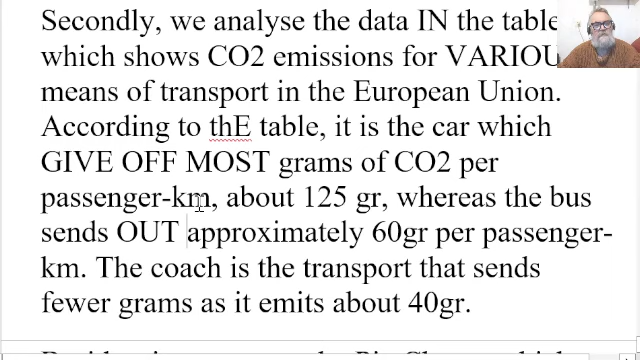 Secondly, we analyse the data IN the table
which shows CO2 emissions for
means of transport in the European Union.
According to thE table, it is the car which
GIVE OFF MOST grams of CO2 per
passenger-km, about 125 gr, whereas the bus
sends OUT approximately 60gr per passenger-
km. The coach is the transport that sends
fewer grams as it emits about 40gr.